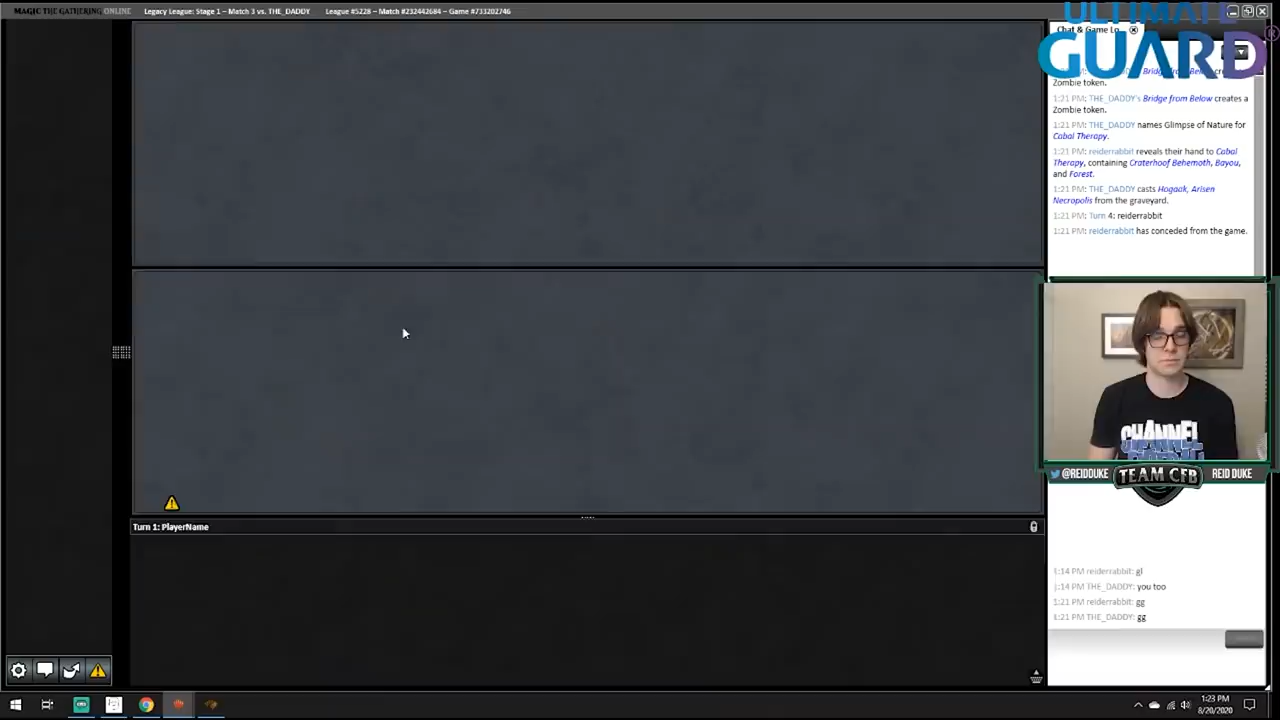 MAGIC THE GATHERING ONLINE
Legacy League: Stage 1 – Match 3 vs. THE_DADDY League #5228 – Match #232442684 – Game #733202746
ULTIMATE
GUARD®
Chat & Game Lo
Zombie token.
1:21 PM: THE_DADDY's Bridge from Below creates a
Zombie token.
1:21 PM: THE_DADDY names Glimpse of Nature for
Cabal Therapy.
1:21 PM: reiderrabbit reveals their hand to Cabal
Therapy, containing Craterhoof Behemoth, Bayou,
and Forest.
1:21 PM: THE_DADDY casts Hogaak, Arisen
Necropolis from the graveyard.
1:21 PM: Turn 4: reiderrabbit
1:21 PM: reiderrabbit has conceded from the game.
CHANNEL
@REIDDUKE
TEAM CFB
REID DUKE
Turn 1: PlayerName
1:14 PM reiderrabbit: gl
1:14 PM THE_DADDY: you too
1:21 PM reiderrabbit: gg
1:21 PM THE_DADDY: gg
1:23 PM
8/20/2020